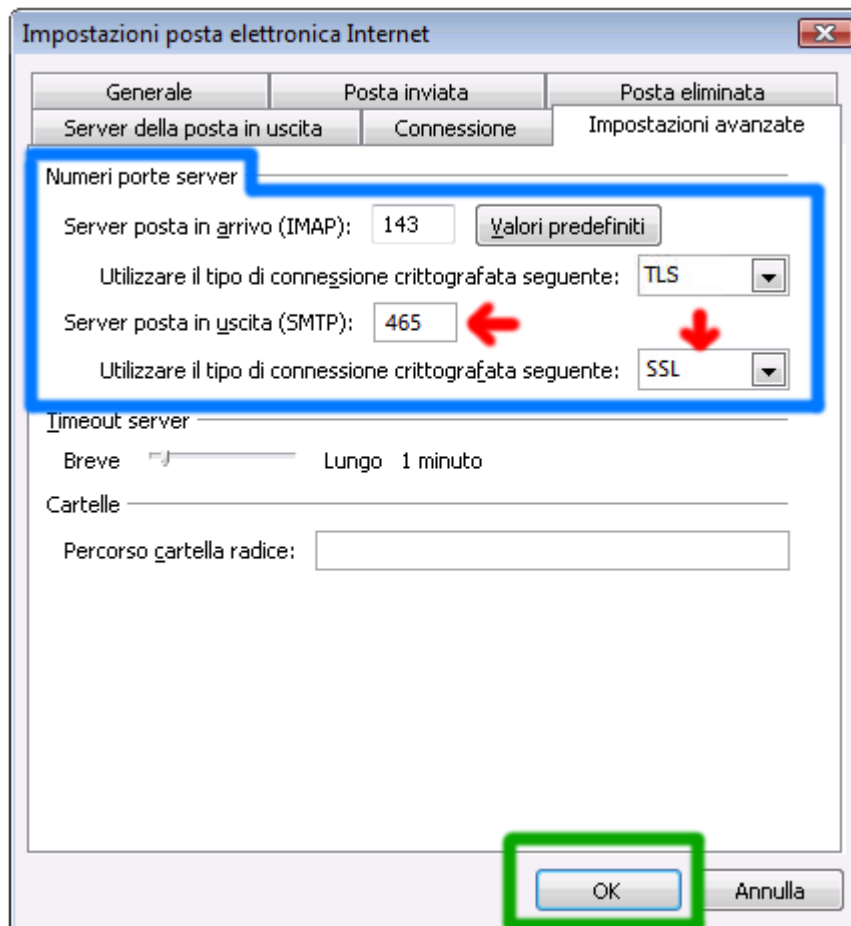 Impostazioni posta elettronica Internet
Generale Posta inviata Posta eliminata
Server della posta in uscita Connessione Impostazioni avanzate
Numeri porte server
Server posta in arrivo (IMAP): 143 Valori predefiniti
Utilizzare il tipo di connessione crittografata seguente: TLS
Server posta in uscita (SMTP): 465
Utilizzare il tipo di connessione crittografata seguente: SSL
Timeout server
Breve Lungo 1 minuto
Cartelle
Percorso cartella radice:
OK Annulla